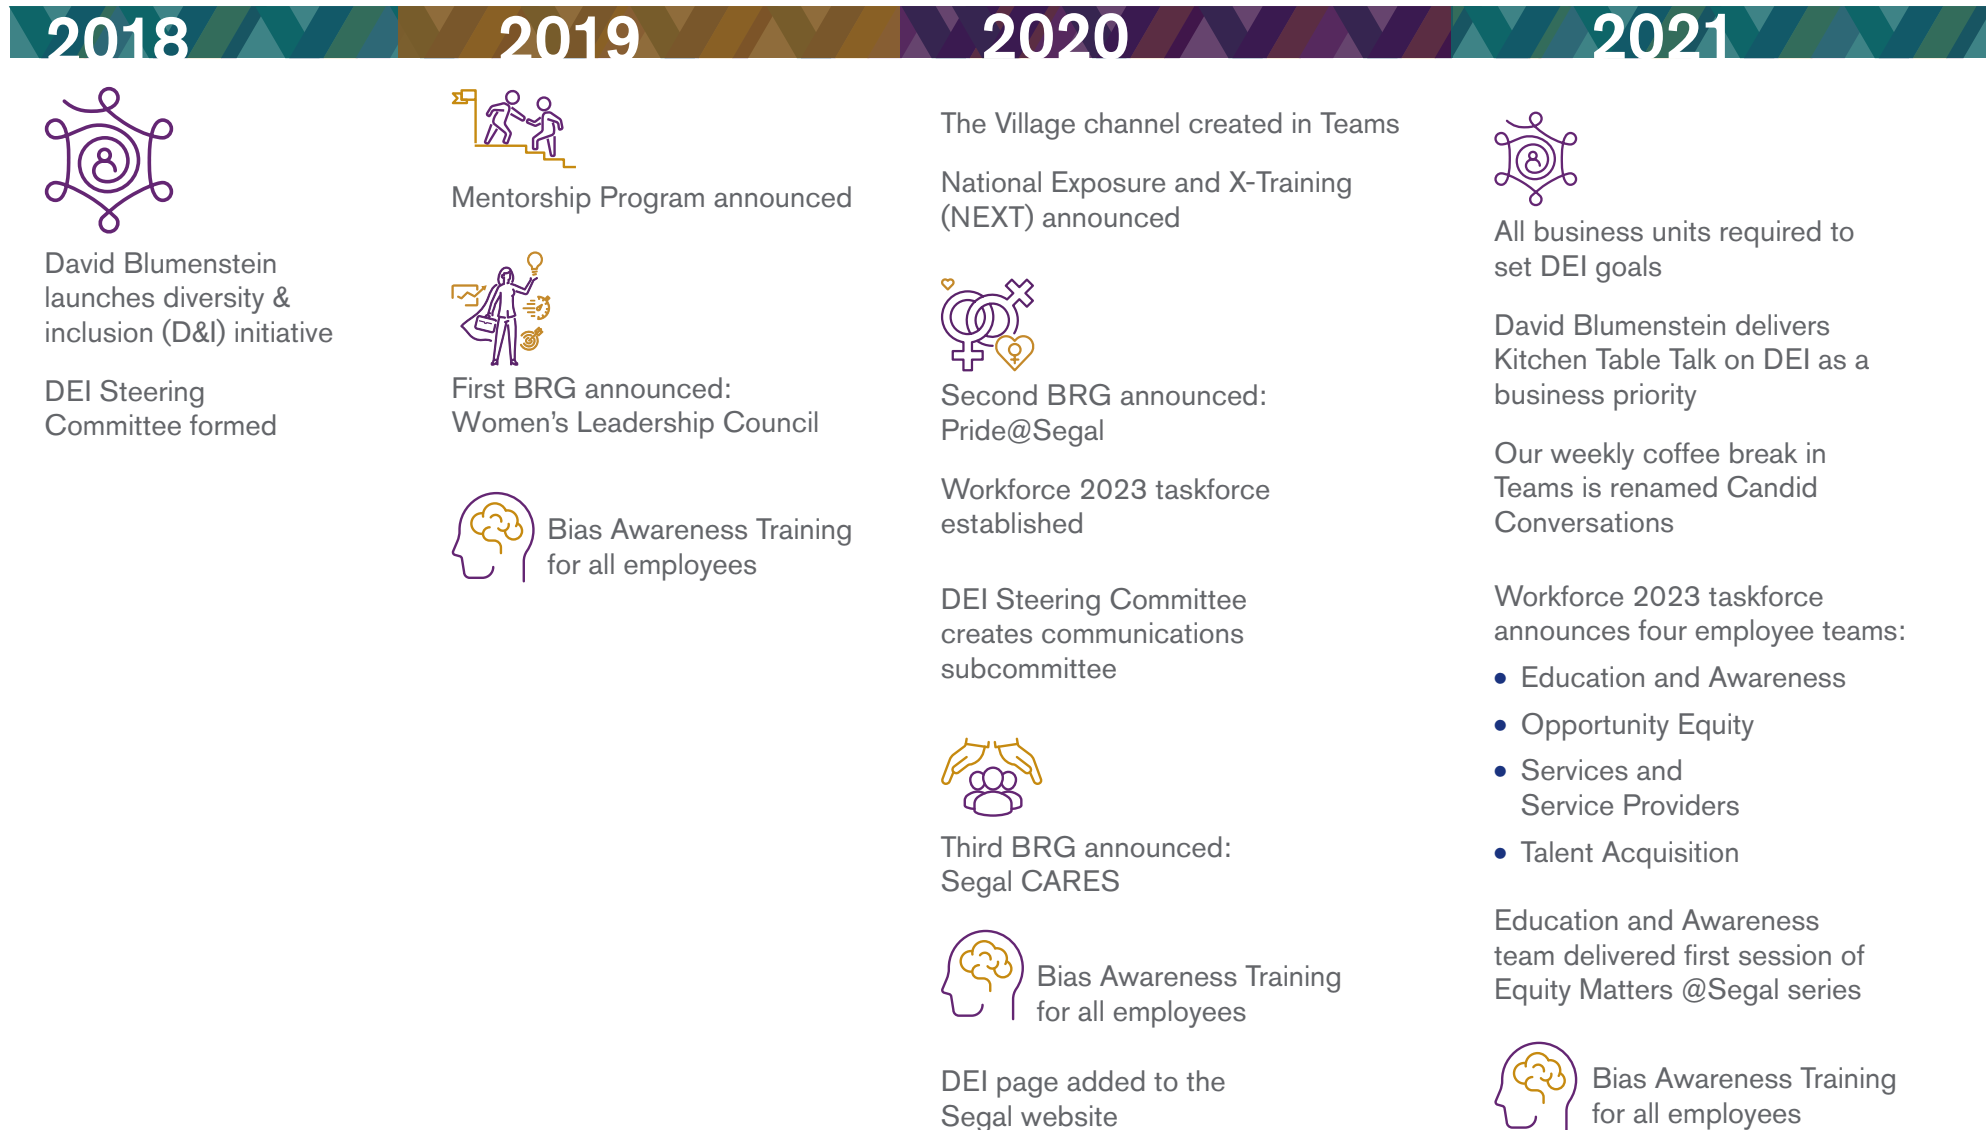 2018
David Blumenstein
launches diversity &
inclusion (D&I) initiative
DEI Steering
Committee formed
2019
Mentorship Program announced
First BRG announced:
Women's Leadership Council
Bias Awareness Training
for all employees
2020
The Village channel created in Teams
National Exposure and X-Training
(NEXT) announced
Second BRG announced:
Pride@Segal
Workforce 2023 taskforce
established
DEI Steering Committee
creates communications
subcommittee
Third BRG announced:
Segal CARES
Bias Awareness Training
for all employees
DEI page added to the
Segal website
2021
All business units required to
set DEI goals
David Blumenstein delivers
Kitchen Table Talk on DEI as a
business priority
Our weekly coffee break in
Teams is renamed Candid
Conversations
Workforce 2023 taskforce
announces four employee teams:
• Education and Awareness
• Opportunity Equity
• Services and
Service Providers
• Talent Acquisition
Education and Awareness
team delivered first session of
Equity Matters @Segal series
Bias Awareness Training
for all employees